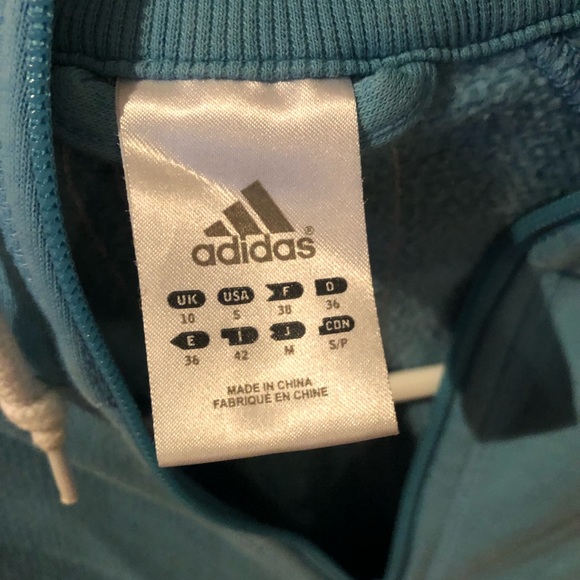 adidas®
UK USA F D
10 S 38 36
E I J CDN
36 42 M S/P
MADE IN CHINA
FABRIQUÉ EN CHINE